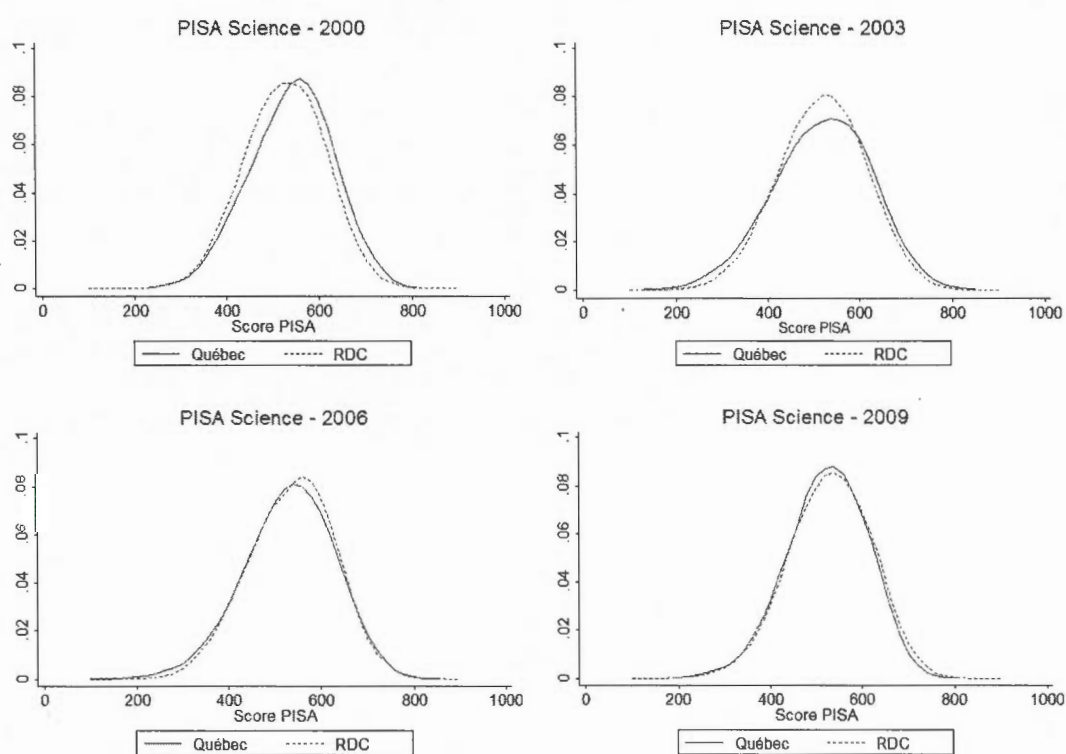 PISA Science - 2000
.1
.08
.06
.04
.02
0
0 200 400 600 800 1000
Score PISA
Québec RDC
PISA Science - 2003
.1
.08
.06
.04
.02
0
0 200 400 600 800 1000
Score PISA
Québec RDC
PISA Science - 2006
.1
.08
.06
.04
.02
0
0 200 400 600 800 1000
Score PISA
Québec RDC
PISA Science - 2009
.1
.08
.06
.04
.02
0
0 200 400 600 800 1000
Score PISA
Québec RDC